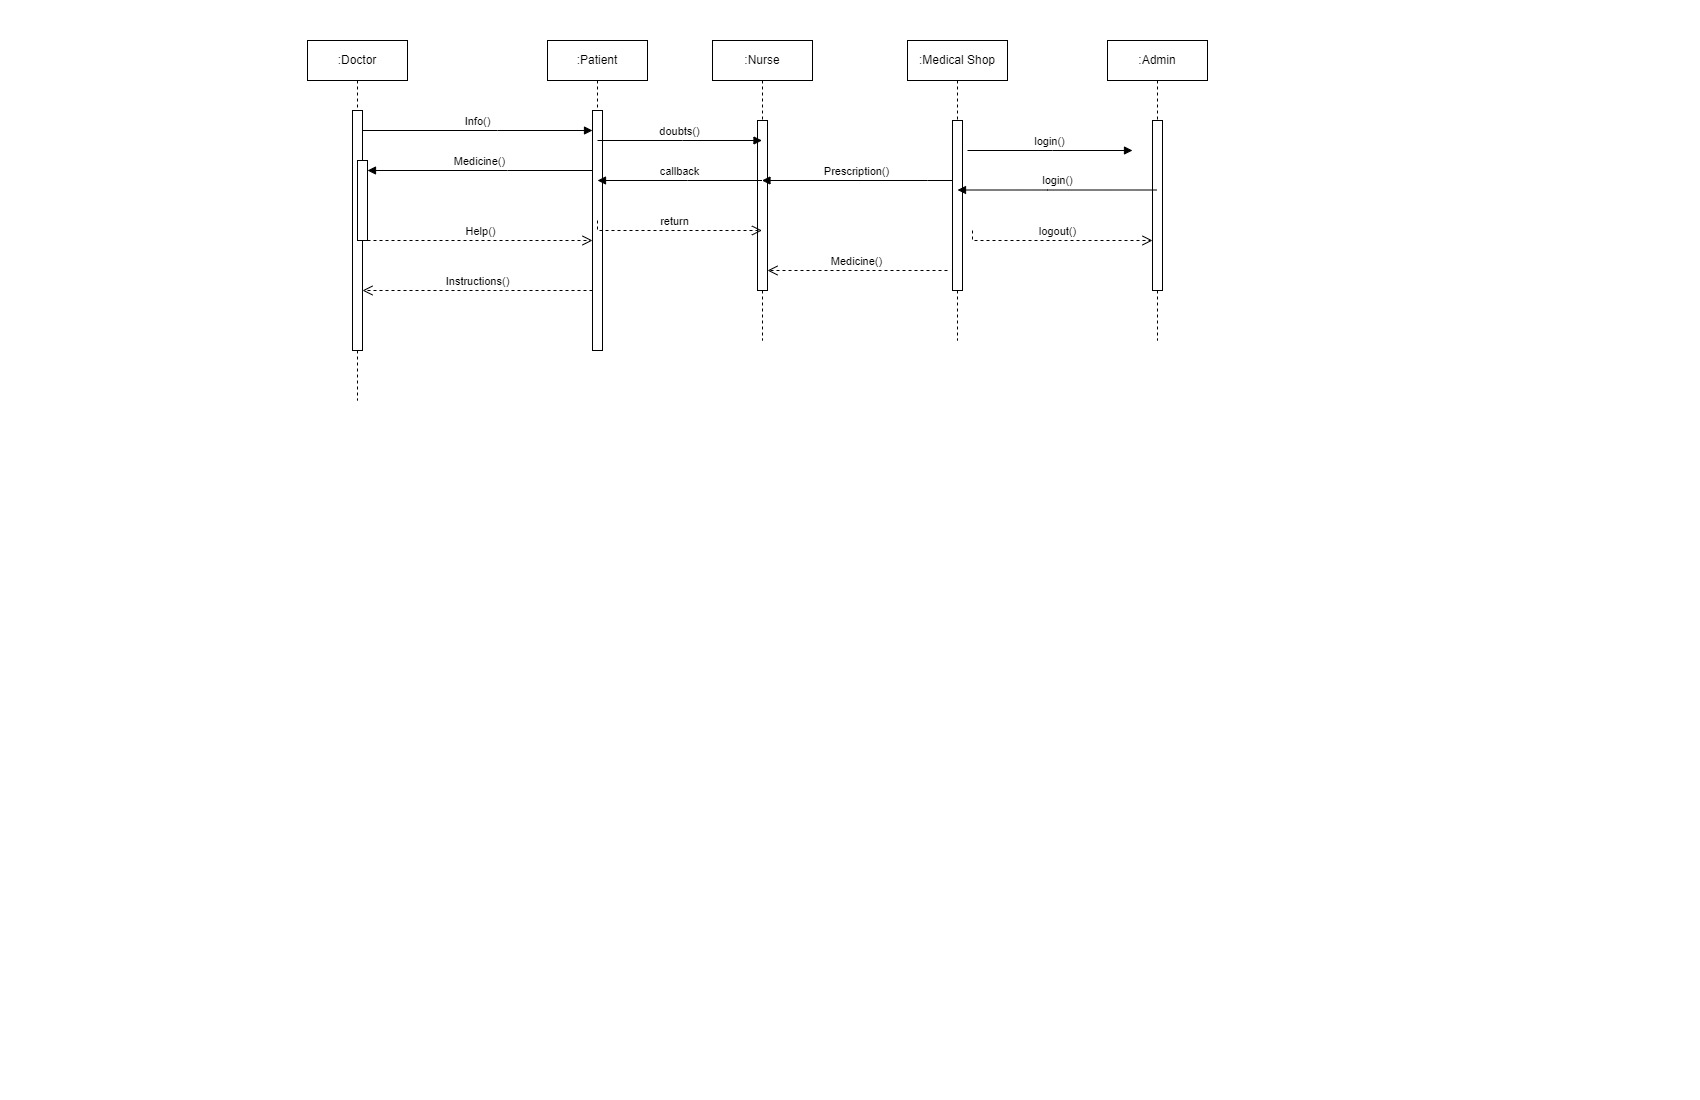 :Doctor
:Patient
:Nurse
:Medical Shop
:Admin
Info()
doubts()
login()
Medicine()
callback
Prescription()
login()
return
Help()
logout()
Medicine()
Instructions()